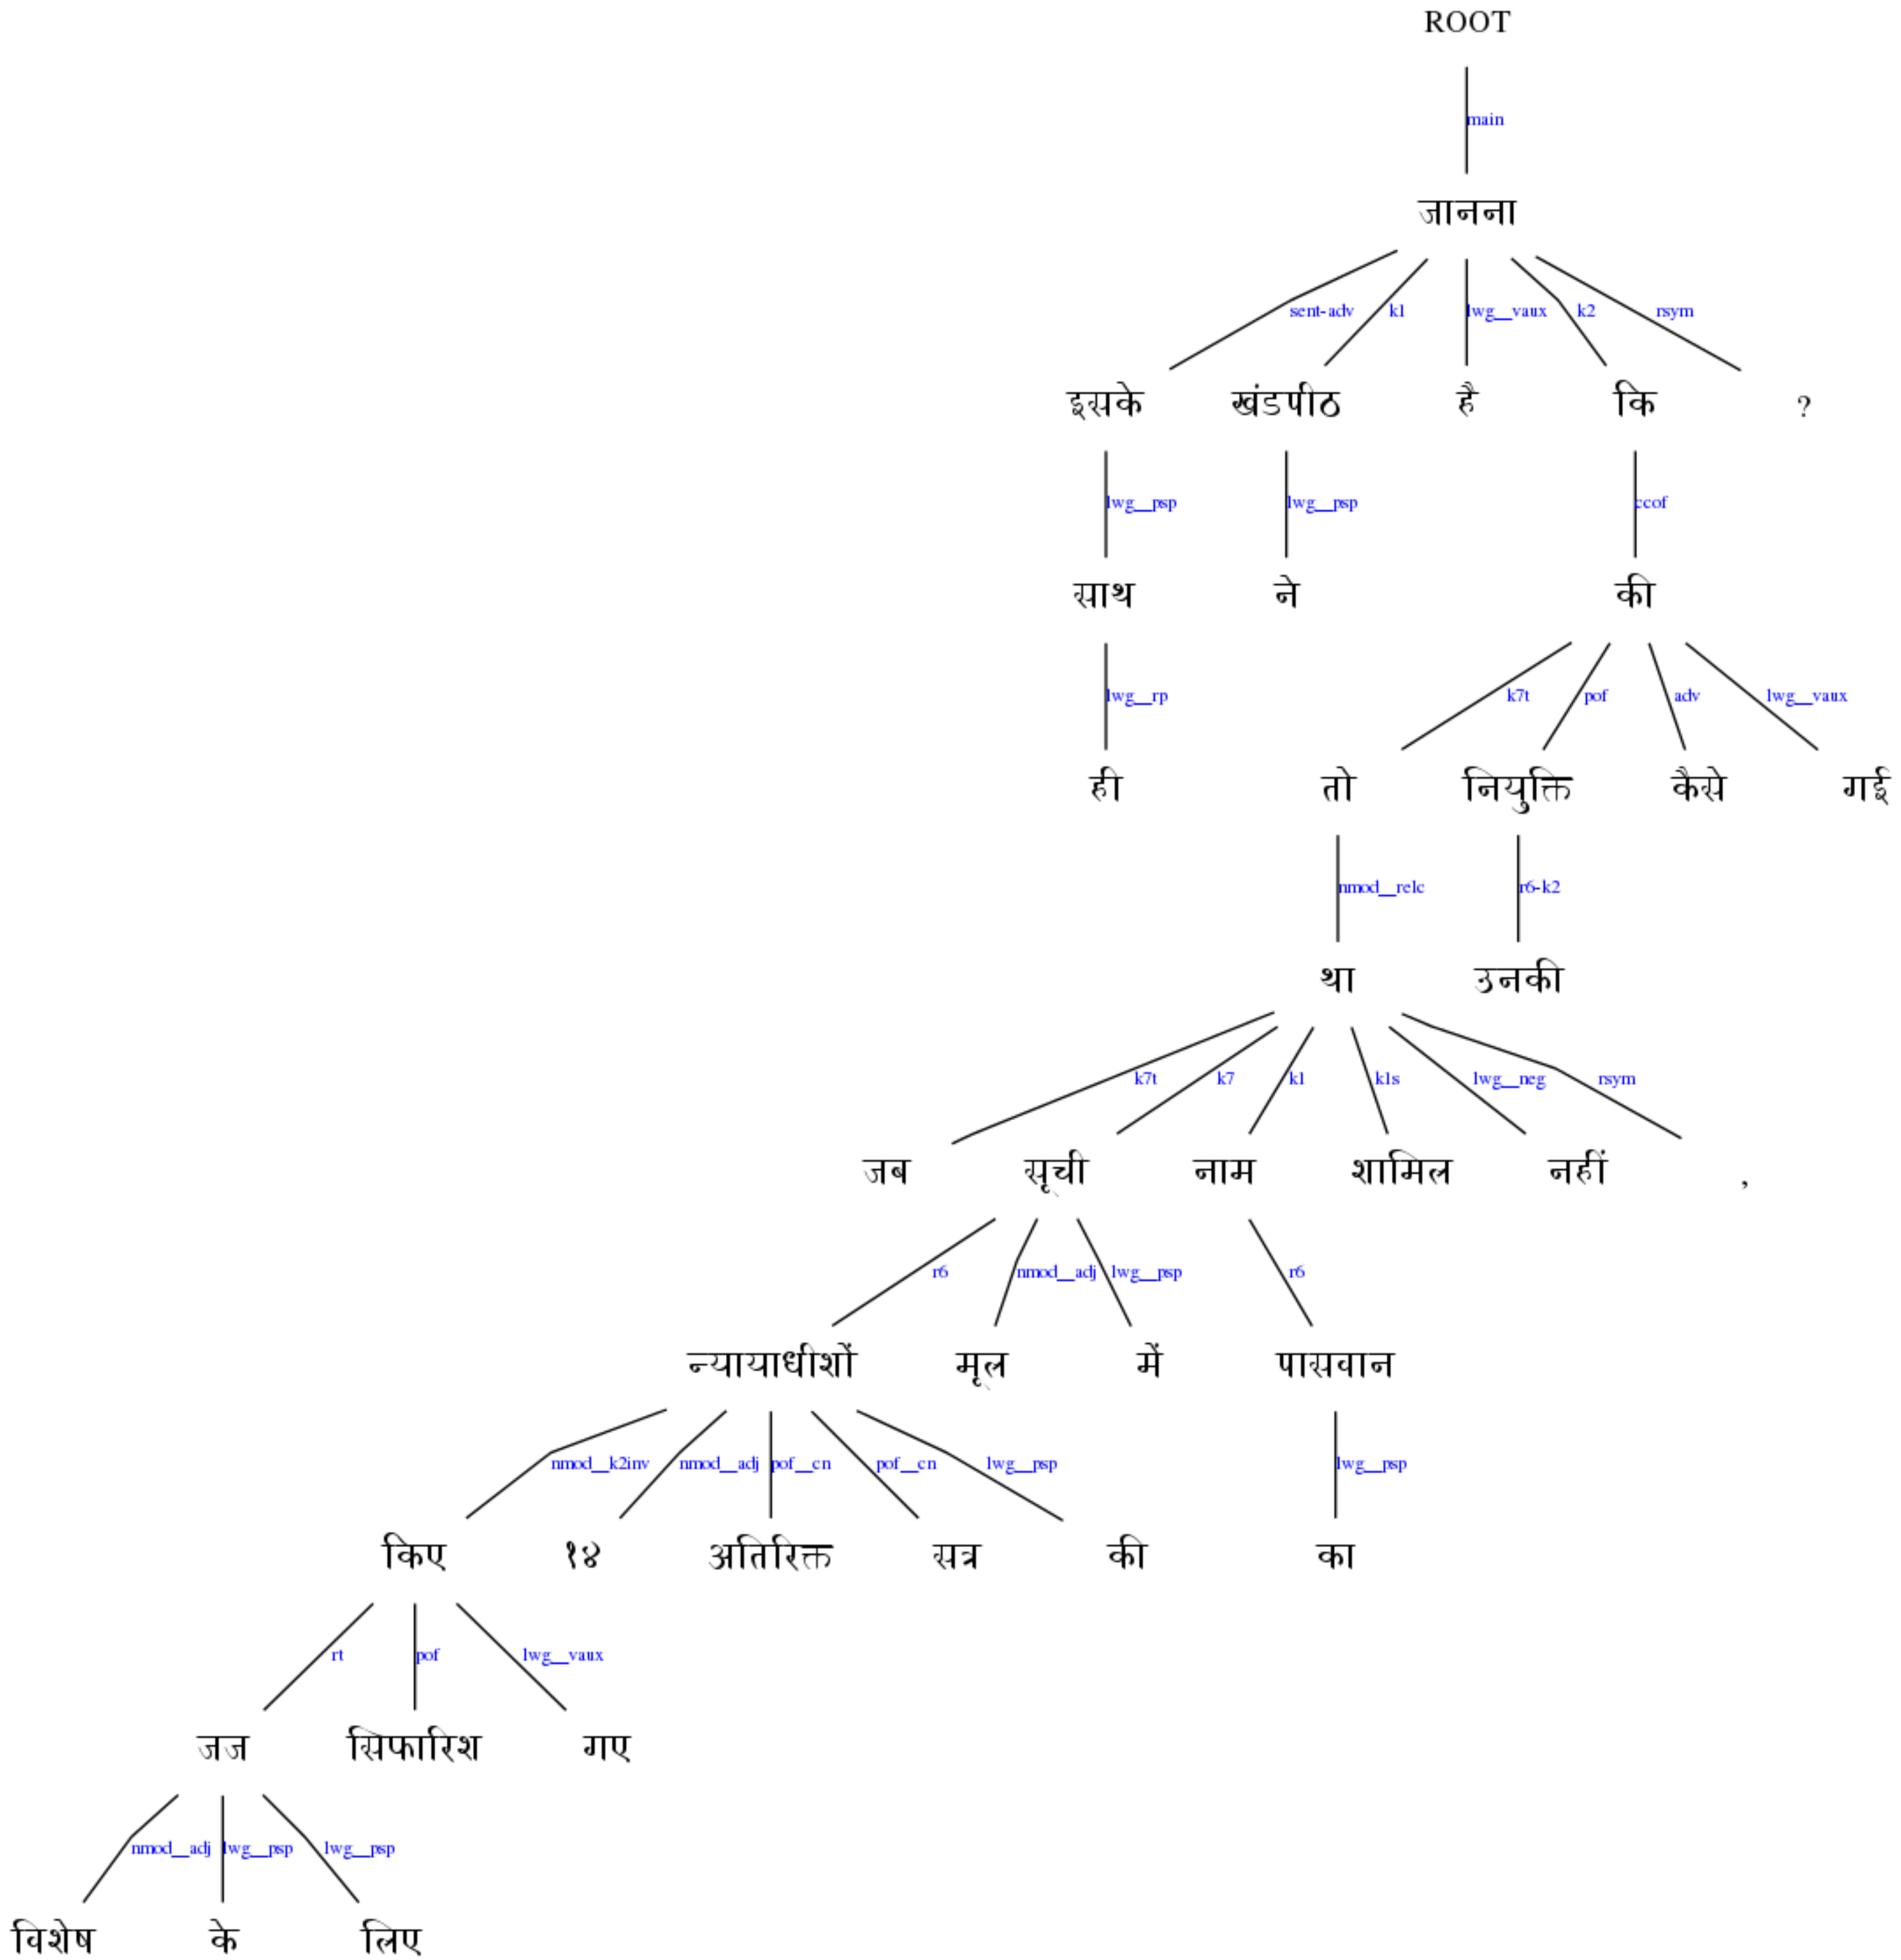 ROOT
main
जानना
sent-adv k1 lwg__vaux k2 rsym
इसके खंडपीठ है कि ?
lwg__psp lwg__psp ccof
साथ ने की
lwg__rp k7t pof adv lwg__vaux
ही तो नियुक्ति कैसे गई
nmod__relc r6-k2
था उनकी
k7t k7 k1 k1s lwg__neg rsym
जब सूची नाम शामिल नहीं ,
r6 nmod__adj lwg__psp r6
न्यायाधीशों मूल में पासवान
nmod__k2inv nmod__adj pof__cn pof__cn lwg__psp lwg__psp
किए १४ अतिरिक्त सत्र की का
rt pof lwg__vaux
जज सिफारिश गए
nmod__adj lwg__psp lwg__psp
विशेष के लिए